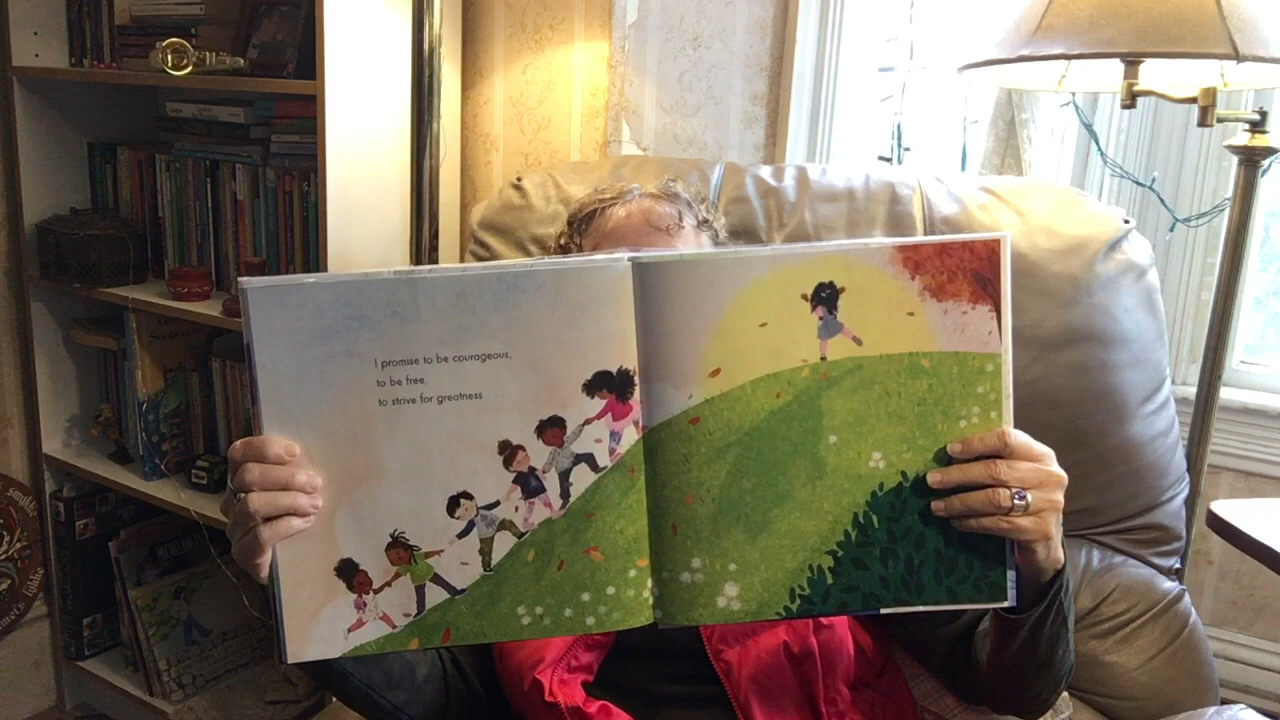 I promise to be courageous,
to be free,
to strive for greatness